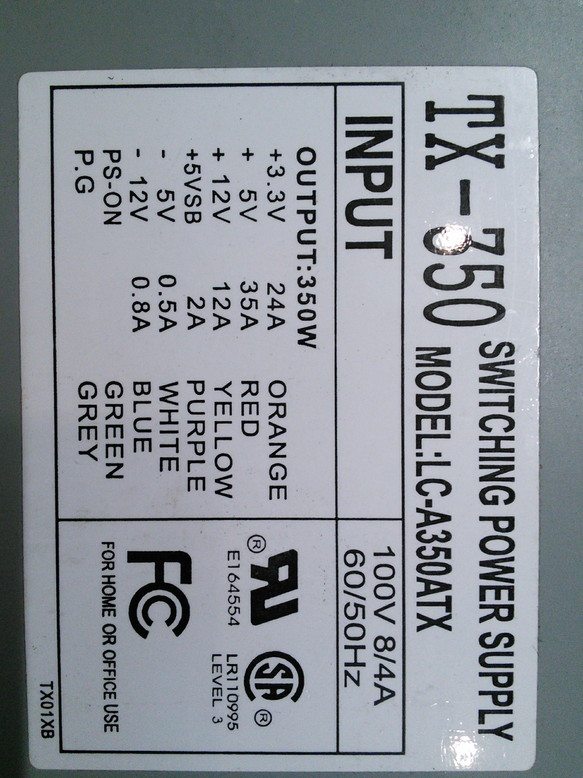 TX-350 SWITCHING POWER SUPPLY
MODEL:LC-A350ATX
INPUT 100V 8/4A
60/50Hz
OUTPUT:350W
+3.3V 24A ORANGE
+ 5V 35A RED
+ 12V 12A YELLOW
+5VSB 2A PURPLE
- 5V 0.5A WHITE
- 12V 0.8A BLUE
PS-ON GREEN
P.G GREY
®
E164554
SA ®
LR110995
LEVEL 3
FC
FOR HOME OR OFFICE USE
TX01XB